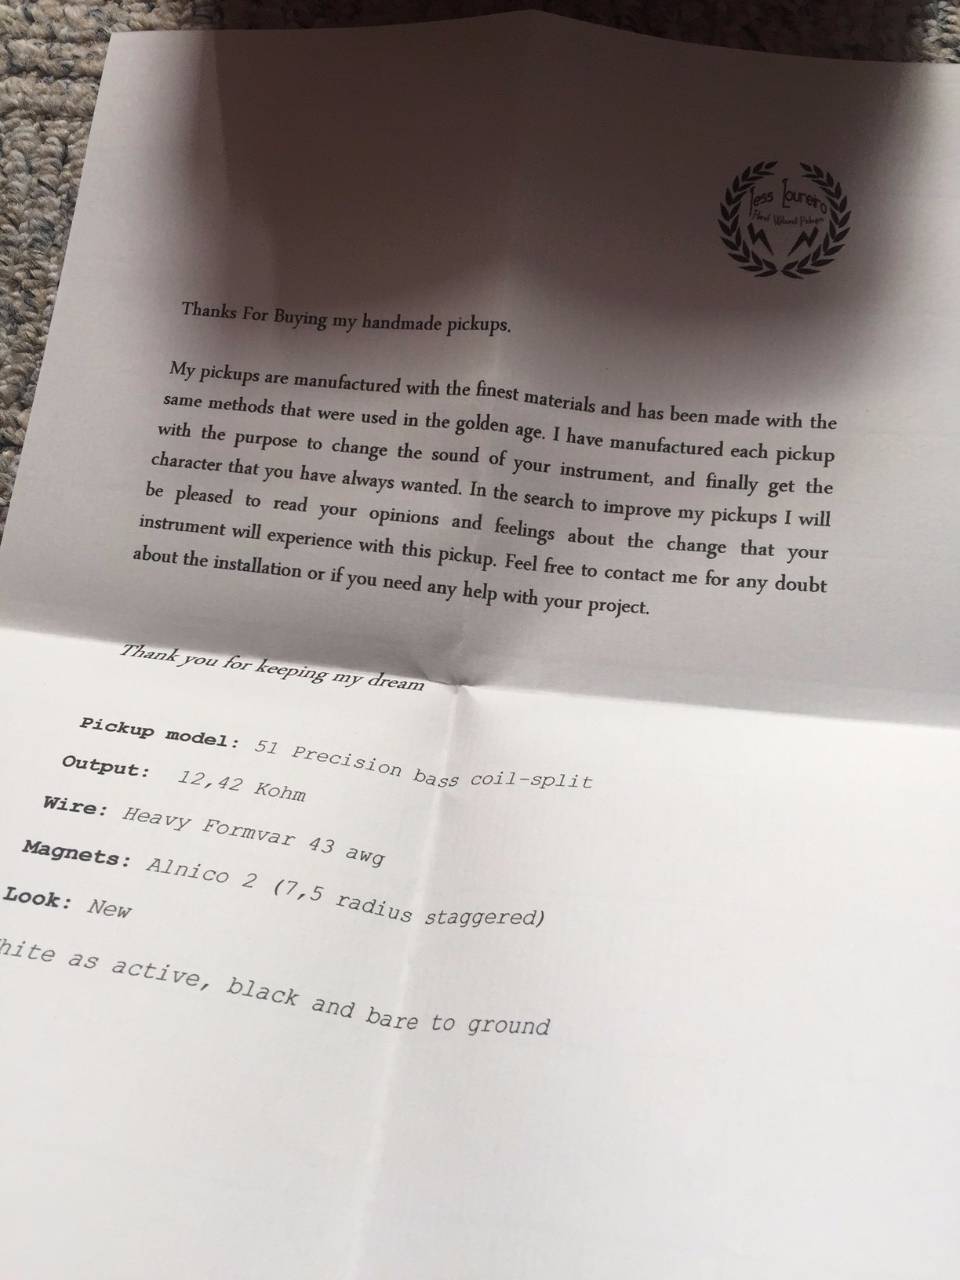 Jess Loureiro
Hand Wound Pickups
Thanks For Buying my handmade pickups.
My pickups are manufactured with the finest materials and has been made with the
same methods that were used in the golden age. I have manufactured each pickup
with the purpose to change the sound of your instrument, and finally get the
character that you have always wanted. In the search to improve my pickups I will
be pleased to read your opinions and feelings about the change that your
instrument will experience with this pickup. Feel free to contact me for any doubt
about the installation or if you need any help with your project.
Thank you for keeping my dream
Pickup model: 51 Precision bass coil-split
Output: 12,42 Kohm
Wire: Heavy Formvar 43 awg
Magnets: Alnico 2 (7,5 radius staggered)
Look: New
hite as active, black and bare to ground